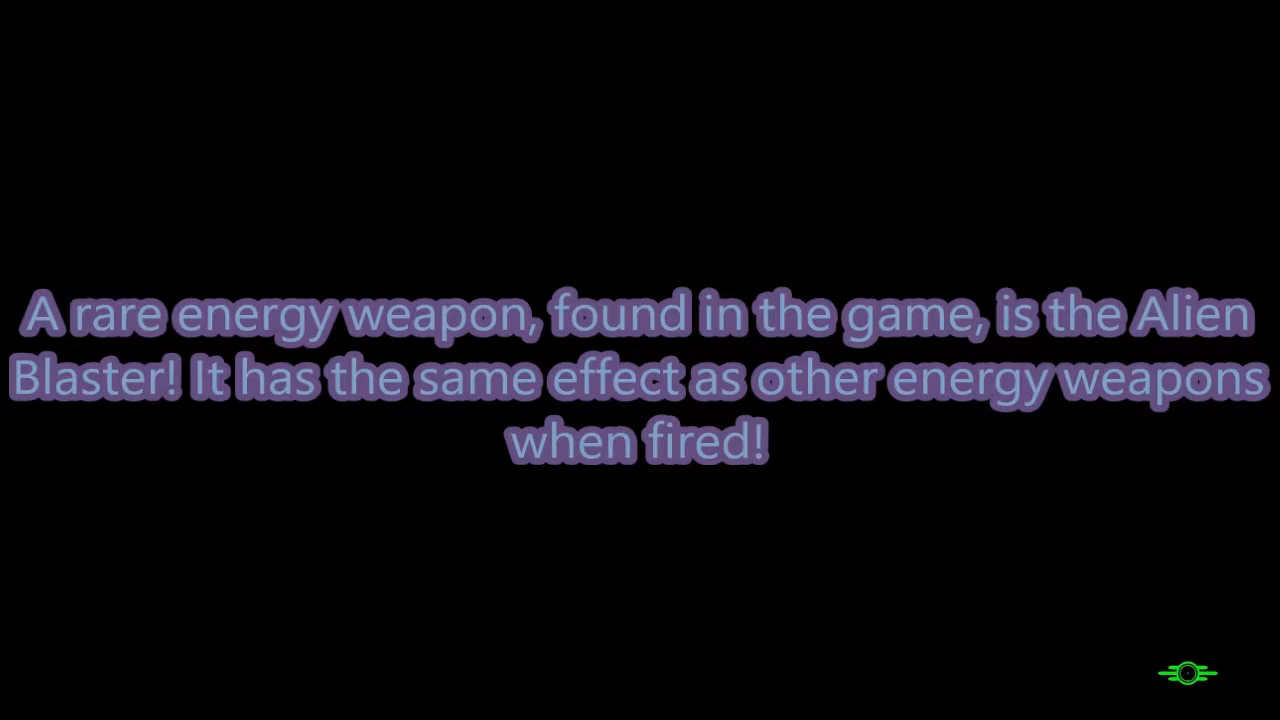 A rare energy weapon, found in the game, is the Alien
Blaster! It has the same effect as other energy weapons
when fired!